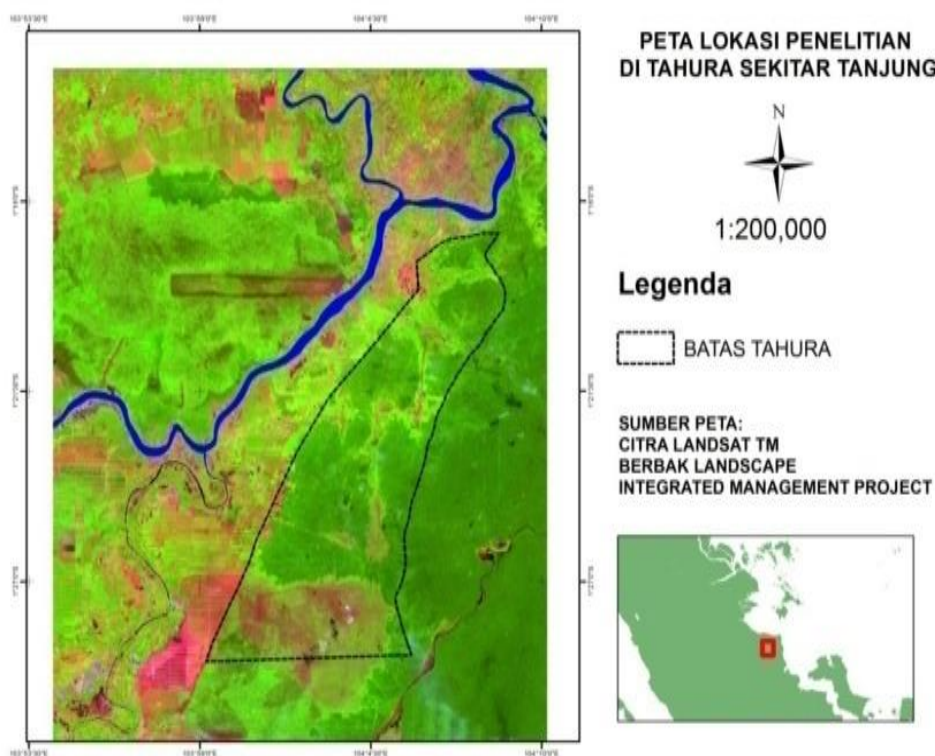 PETA LOKASI PENELITIAN
DI TAHURA SEKITAR TANJUNG
N
1:200,000
Legenda
BATAS TAHURA
SUMBER PETA:
CITRA LANDSAT TM
BERBAK LANDSCAPE
INTEGRATED MANAGEMENT PROJECT